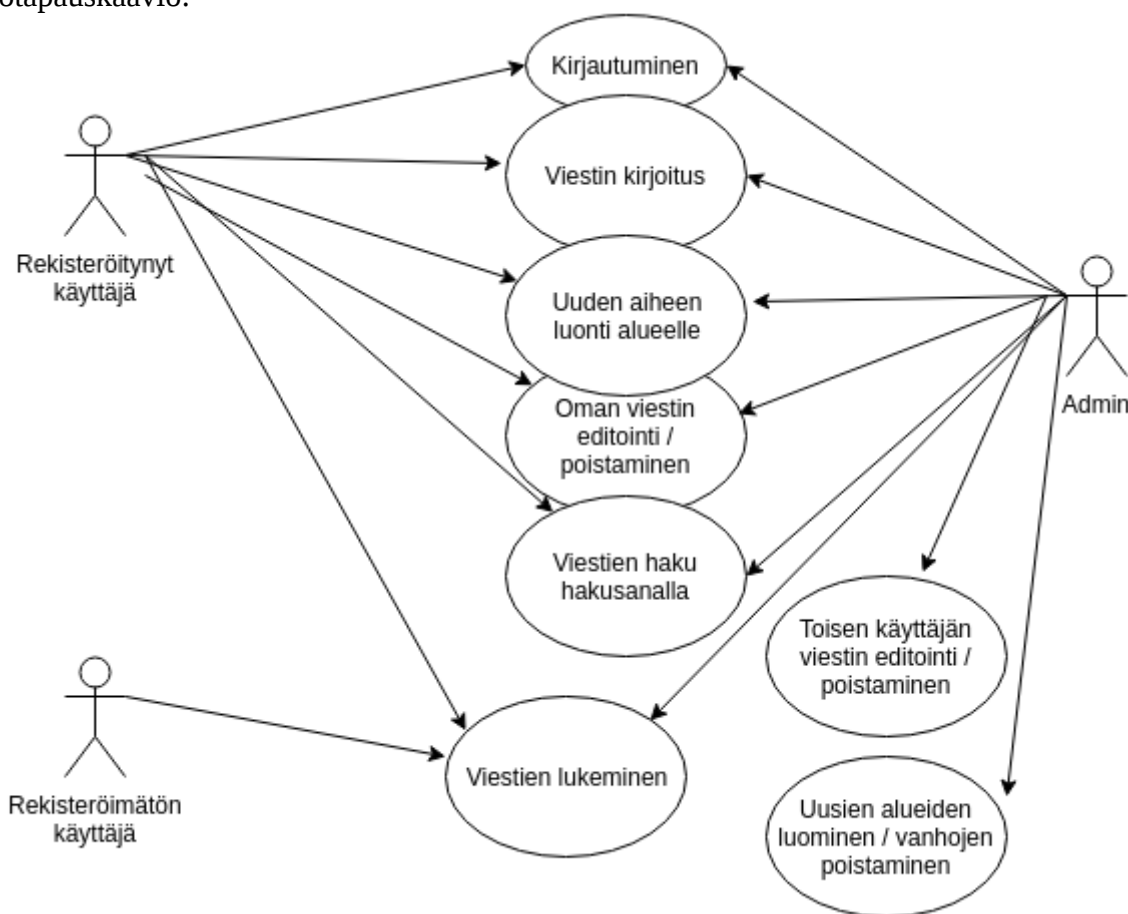 Kirjautuminen
Viestin kirjoitus
Rekisteröitynyt
käyttäjä
Uuden aiheen
luonti alueelle
Admin
Oman viestin
editointi /
poistaminen
Viestien haku
hakusanalla
Toisen käyttäjän
viestin editointi /
poistaminen
Viestien lukeminen
Rekisteröimätön
käyttäjä
Uusien alueiden
luominen / vanhojen
poistaminen